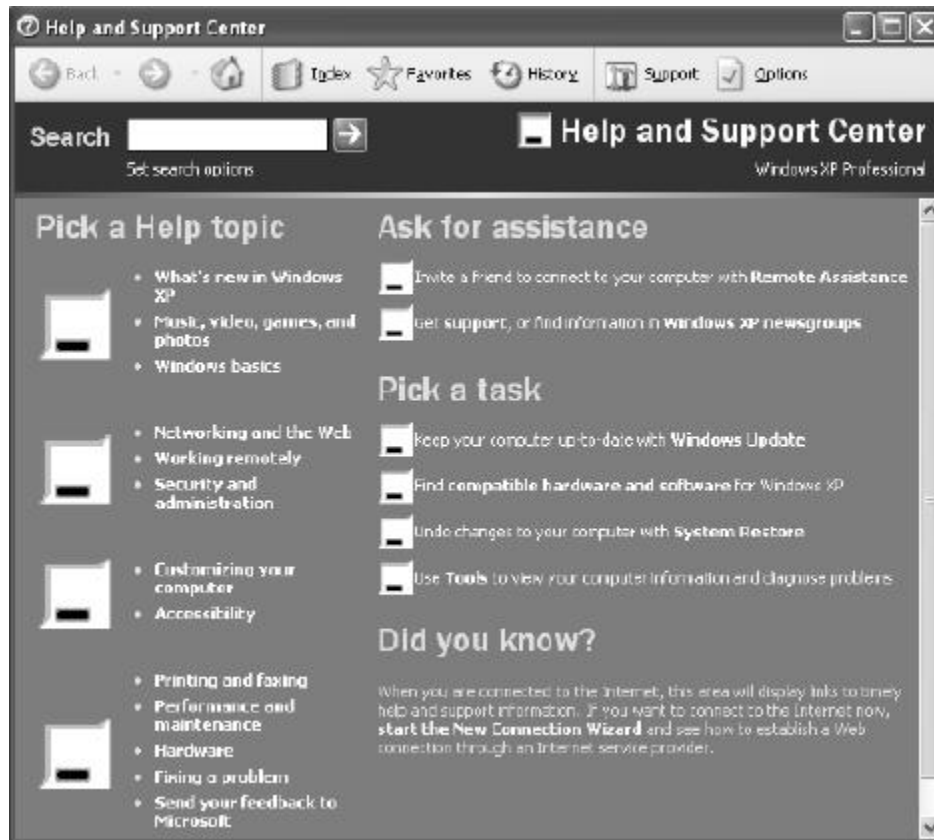 Help and Support Center
Back
Index
Favorites
History
Support
Options
Search
Set search options
Help and Support Center
Windows XP Professional
Pick a Help topic
What's new in Windows
XP
Music, video, games, and
photos
Windows basics
Networking and the Web
Working remotely
Security and
administration
Customizing your
computer
Accessibility
Printing and faxing
Performance and
maintenance
Hardware
Fixing a problem
Send your feedback to
Microsoft
Ask for assistance
Invite a friend to connect to your computer with Remote Assistance
Get support, or find information in Windows XP newsgroups
Pick a task
Keep your computer up-to-date with Windows Update
Find compatible hardware and software for Windows XP
Undo changes to your computer with System Restore
Use Tools to view your computer information and diagnose problems
Did you know?
When you are connected to the Internet, this area will display links to timely
help and support information. If you want to connect to the Internet now,
start the New Connection Wizard and see how to establish a Web
connection through an Internet service provider.